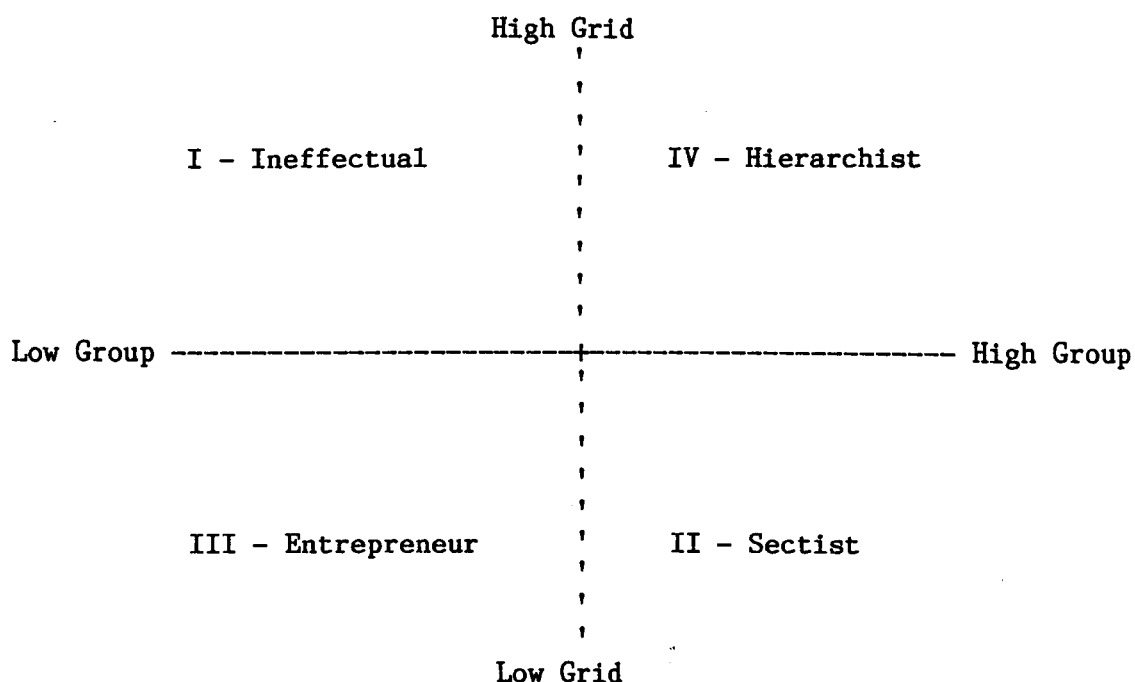 High Grid
I - Ineffectual
IV - Hierarchist
Low Group
High Group
III - Entrepreneur
II - Sectist
Low Grid